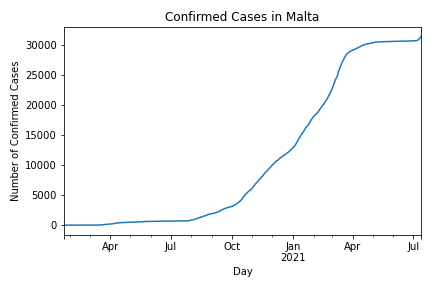 Confirmed Cases in Malta
Number of Confirmed Cases
30000
25000
20000
15000
10000
5000
0
Apr
Jul
Oct
Jan
2021
Apr
Jul
Day